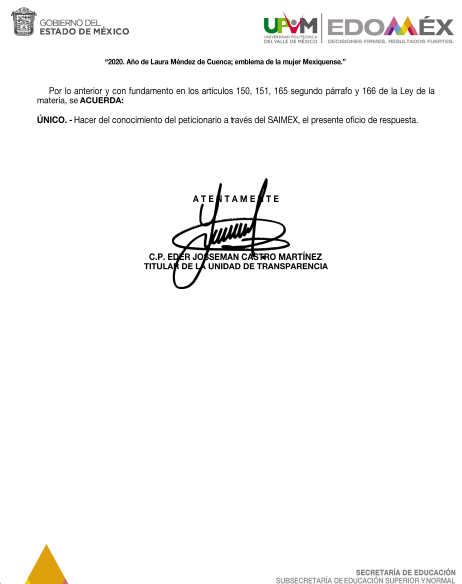 GOBIERNO DEL
ESTADO DE MÉXICO
UPVM
UNIVERSIDAD POLITÉCNICA
DEL VALLE DE MÉXICO
EDOMÉX
DECISIONES FIRMES, RESULTADOS FUERTES.
“2020. Año de Laura Méndez de Cuenca; emblema de la mujer Mexiquense.”
Por lo anterior y con fundamento en los artículos 150, 151, 165 segundo párrafo y 166 de la Ley de la
materia, se ACUERDA:
ÚNICO. - Hacer del conocimiento del peticionario a través del SAIMEX, el presente oficio de respuesta.
A T E N T A M E N T E
C.P. EDER JOSSEMAN CASTRO MARTÍNEZ
TITULAR DE LA UNIDAD DE TRANSPARENCIA
SECRETARÍA DE EDUCACIÓN
SUBSECRETARÍA DE EDUCACIÓN SUPERIOR Y NORMAL